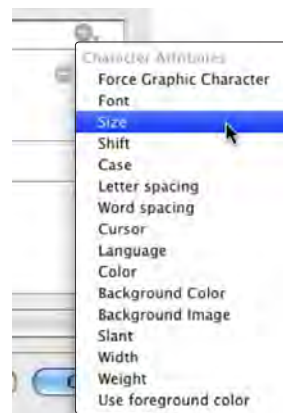 Character Attributes
Force Graphic Character
Font
Size
Shift
Case
Letter spacing
Word spacing
Cursor
Language
Color
Background Color
Background Image
Slant
Width
Weight
Use foreground color